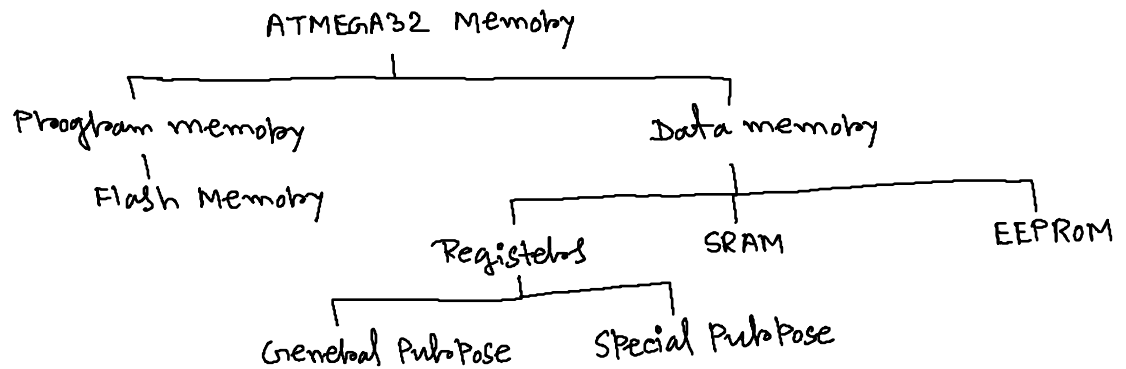 ATMEGA32 Memory
Program memory
Data memory
Flash Memory
Registers
SRAM
EEPROM
General Purpose
Special Purpose